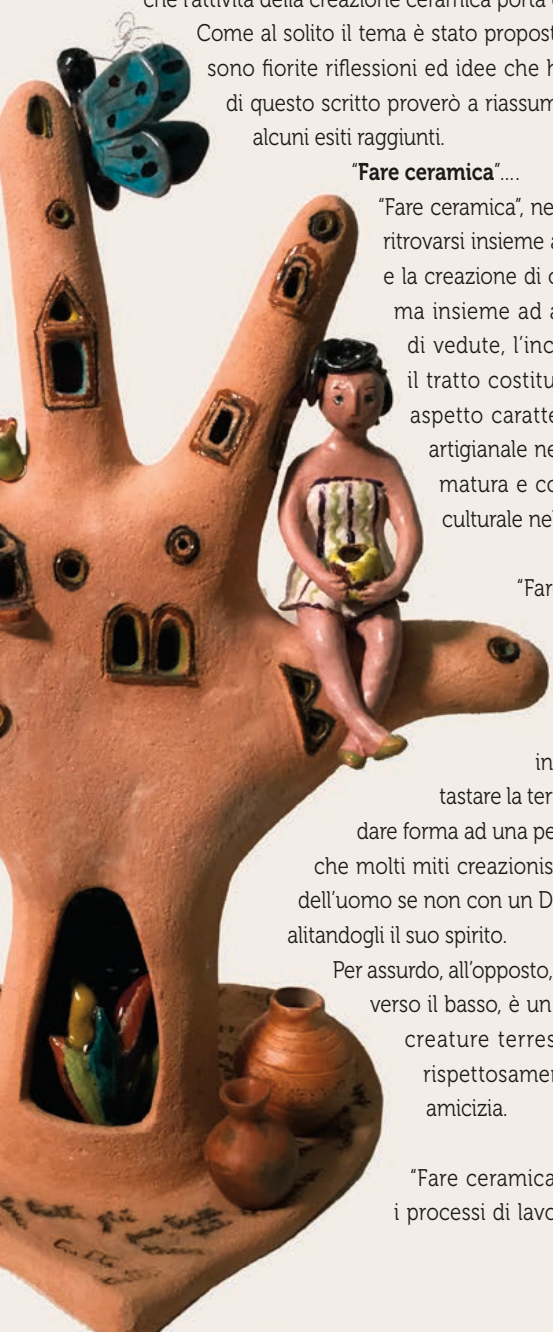 che l'attività della creazione ceramica porta
Come al solito il tema è stato propost
sono fiorite riflessioni ed idee che h
di questo scritto proverò a riassum
alcuni esiti raggiunti.
"Fare ceramica"....
"Fare ceramica", ne
ritrovarsi insieme a
e la creazione di
ma insieme ad a
di vedute, l'inc
il tratto costitu
aspetto caratte
artigianale ne
matura e co
culturale nel
"Far
in
tastare la ter
dare forma ad una pe
che molti miti creazionis
dell'uomo se non con un D
alitandogli il suo spirito.
Per assurdo, all'opposto,
verso il basso, è un
creature terres
rispettosamen
amicizia.
"Fare ceramica
i processi di lavo